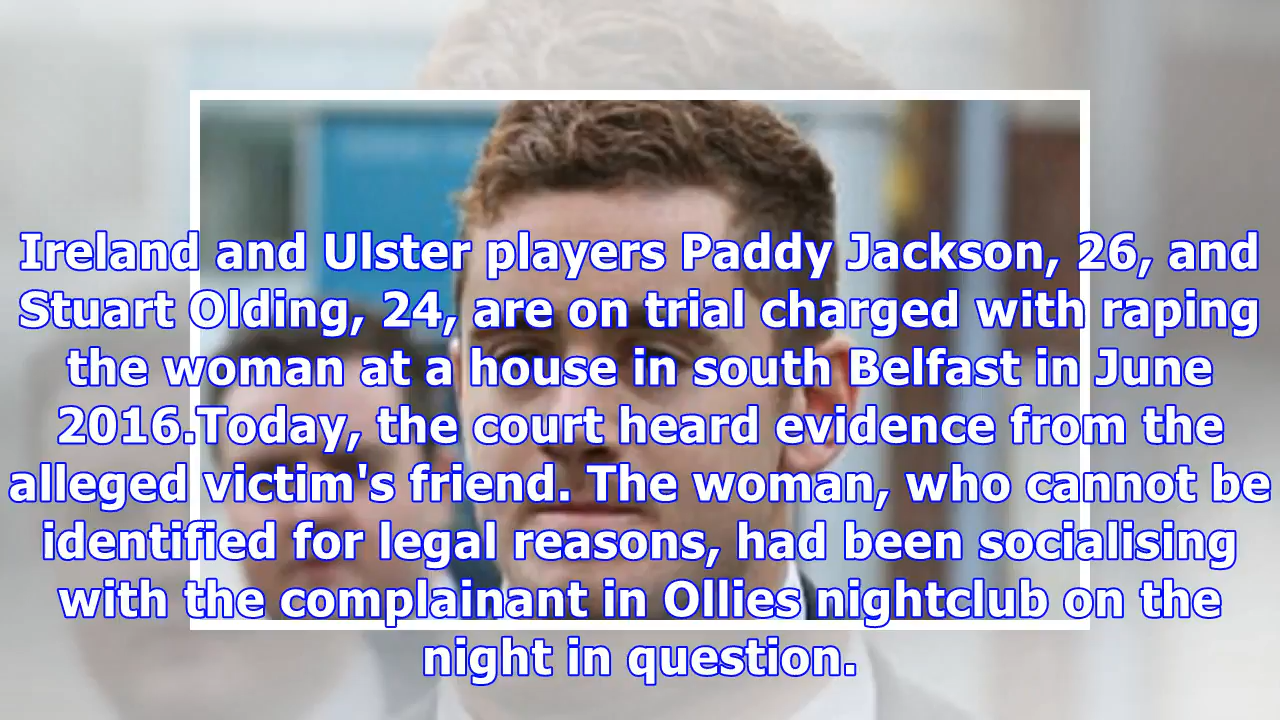 Ireland and Ulster players Paddy Jackson, 26, and
Stuart Olding, 24, are on trial charged with raping
the woman at a house in south Belfast in June
2016.Today, the court heard evidence from the
alleged victim's friend. The woman, who cannot be
identified for legal reasons, had been socialising
with the complainant in Ollies nightclub on the
night in question.